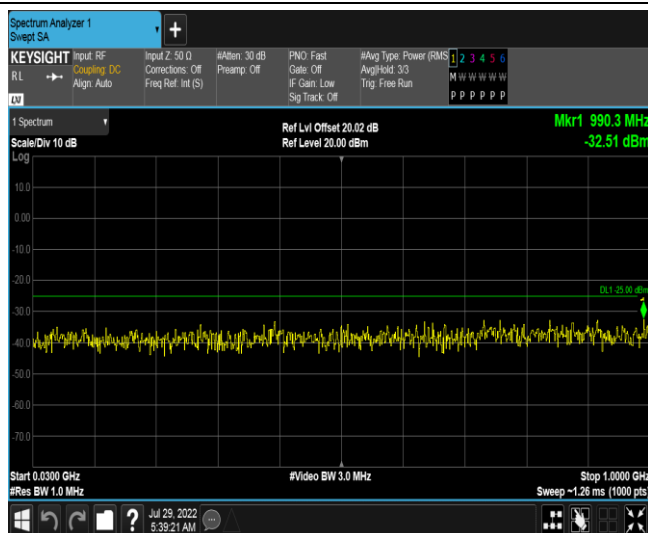 Spectrum Analyzer 1
Swept SA
KEYSIGHT
RL
Input: RF
Coupling: DC
Align: Auto
Input Z: 50 Ω
Corrections: Off
Freq Ref: Int (S)
#Atten: 30 dB
Preamp: Off
PNO: Fast
Gate: Off
IF Gain: Low
Sig Track: Off
#Avg Type: Power (RMS
Avg|Hold: 3/3
Trig: Free Run
1 2 3 4 5 6
M W W W W W
P P P P P P
1 Spectrum
Scale/Div 10 dB
Log
Ref Lvl Offset 20.02 dB
Ref Level 20.00 dBm
Mkr1 990.3 MHz
-32.51 dBm
10.0
0.00
-10.0
-20.0
DL1 -25.00 dBm
-30.0
-40.0
-50.0
-60.0
-70.0
Start 0.0300 GHz
#Res BW 1.0 MHz
#Video BW 3.0 MHz
Stop 1.0000 GHz
Sweep ~1.26 ms (1000 pts)
?
Jul 29, 2022
5:39:21 AM